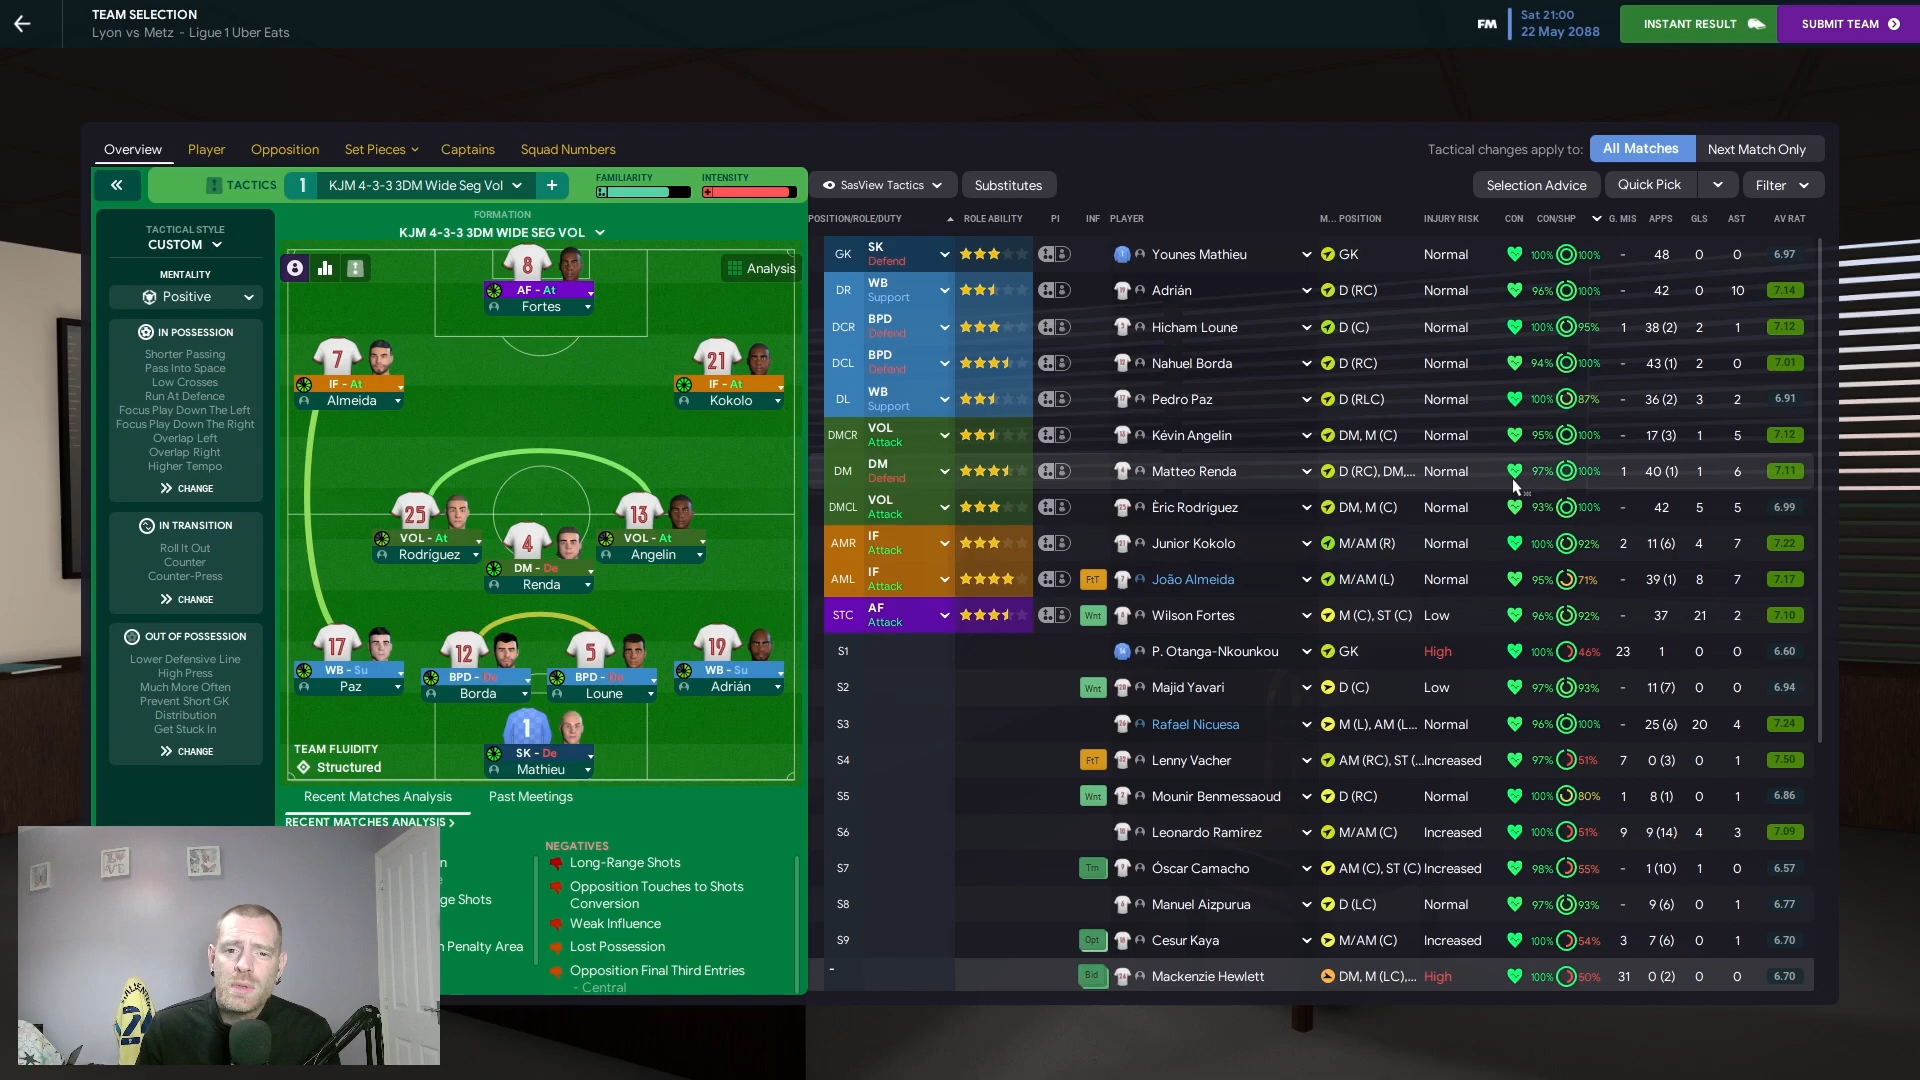 TEAM SELECTION
Lyon vs Metz - Ligue 1 Uber Eats
FM
Sat 21:00
22 May 2088
INSTANT RESULT
SUBMIT TEAM
Overview
Player
Opposition
Set Pieces
Captains
Squad Numbers
Tactical changes apply to:
All Matches
Next Match Only
TACTICS
1
KJM 4-3-3 3DM Wide Seg Vol
+
FAMILIARITY
INTENSITY
TACTICAL STYLE
CUSTOM
MENTALITY
Positive
IN POSSESSION
Shorter Passing
Pass Into Space
Low Crosses
Run At Defence
Focus Play Down The Left
Focus Play Down The Right
Overlap Left
Overlap Right
Higher Tempo
CHANGE
IN TRANSITION
Roll It Out
Counter
Counter-Press
CHANGE
OUT OF POSSESSION
Lower Defensive Line
High Press
Much More Often
Prevent Short GK
Distribution
Get Stuck In
CHANGE
FORMATION
KJM 4-3-3 3DM WIDE SEG VOL
Analysis
8
AF - At
Fortes
7
IF - At
Almeida
21
IF - At
Kokolo
25
VOL - At
Rodríguez
4
DM - De
Renda
13
VOL - At
Angelin
17
WB - Su
Paz
12
BPD - De
Borda
5
BPD - De
Loune
19
WB - Su
Adrián
1
SK - De
Mathieu
TEAM FLUIDITY
Structured
Recent Matches Analysis
Past Meetings
RECENT MATCHES ANALYSIS
ge Shots
n Penalty Area
NEGATIVES
Long-Range Shots
Opposition Touches to Shots
Conversion
Weak Influence
Lost Possession
Opposition Final Third Entries
- Central
SasView Tactics
Substitutes
Selection Advice
Quick Pick
Filter
POSITION/ROLE/DUTY ROLE ABILITY PI INF PLAYER M... POSITION INJURY RISK CON CON/SHP G. MIS APPS GLS AST AV RAT
GK SK Defend Younes Mathieu GK Normal 100% 100% - 48 0 0 6.97
DR WB Support Adrián D (RC) Normal 96% 100% - 42 0 10 7.14
DCR BPD Defend Hicham Loune D (C) Normal 100% 95% 1 38 (2) 2 1 7.12
DCL BPD Defend Nahuel Borda D (RC) Normal 94% 100% - 43 (1) 2 0 7.01
DL WB Support Pedro Paz D (RLC) Normal 100% 87% - 36 (2) 3 2 6.91
DMCR VOL Attack Kévin Angelin DM, M (C) Normal 95% 100% - 17 (3) 1 5 7.12
DM DM Defend Matteo Renda D (RC), DM,... Normal 97% 100% 1 40 (1) 1 6 7.11
DMCL VOL Attack Èric Rodríguez DM, M (C) Normal 93% 100% - 42 5 5 6.99
AMR IF Attack Junior Kokolo M/AM (R) Normal 100% 92% 2 11 (6) 4 7 7.22
AML IF Attack FtT João Almeida M/AM (L) Normal 95% 71% - 39 (1) 8 7 7.17
STC AF Attack Wnt Wilson Fortes M (C), ST (C) Low 96% 92% - 37 21 2 7.10
S1 P. Otanga-Nkounkou GK High 100% 46% 23 1 0 0 6.60
S2 Wnt Majid Yavari D (C) Low 97% 93% - 11 (7) 0 0 6.94
S3 Rafael Nicuesa M (L), AM (L... Normal 96% 100% - 25 (6) 20 4 7.24
S4 FtT Lenny Vacher AM (RC), ST (... Increased 97% 51% 7 0 (3) 0 1 7.50
S5 Wnt Mounir Benmessaoud D (RC) Normal 100% 80% 1 8 (1) 0 1 6.86
S6 Leonardo Ramirez M/AM (C) Increased 100% 51% 9 9 (14) 4 3 7.09
S7 Trn Óscar Camacho AM (C), ST (C) Increased 98% 55% - 1 (10) 1 0 6.57
S8 Manuel Aizpurua D (LC) Normal 97% 93% - 9 (6) 0 1 6.77
S9 Opt Cesur Kaya M/AM (C) Increased 100% 54% 3 7 (6) 0 1 6.70
- Bid Mackenzie Hewlett DM, M (LC),... High 100% 50% 31 0 (2) 0 0 6.70